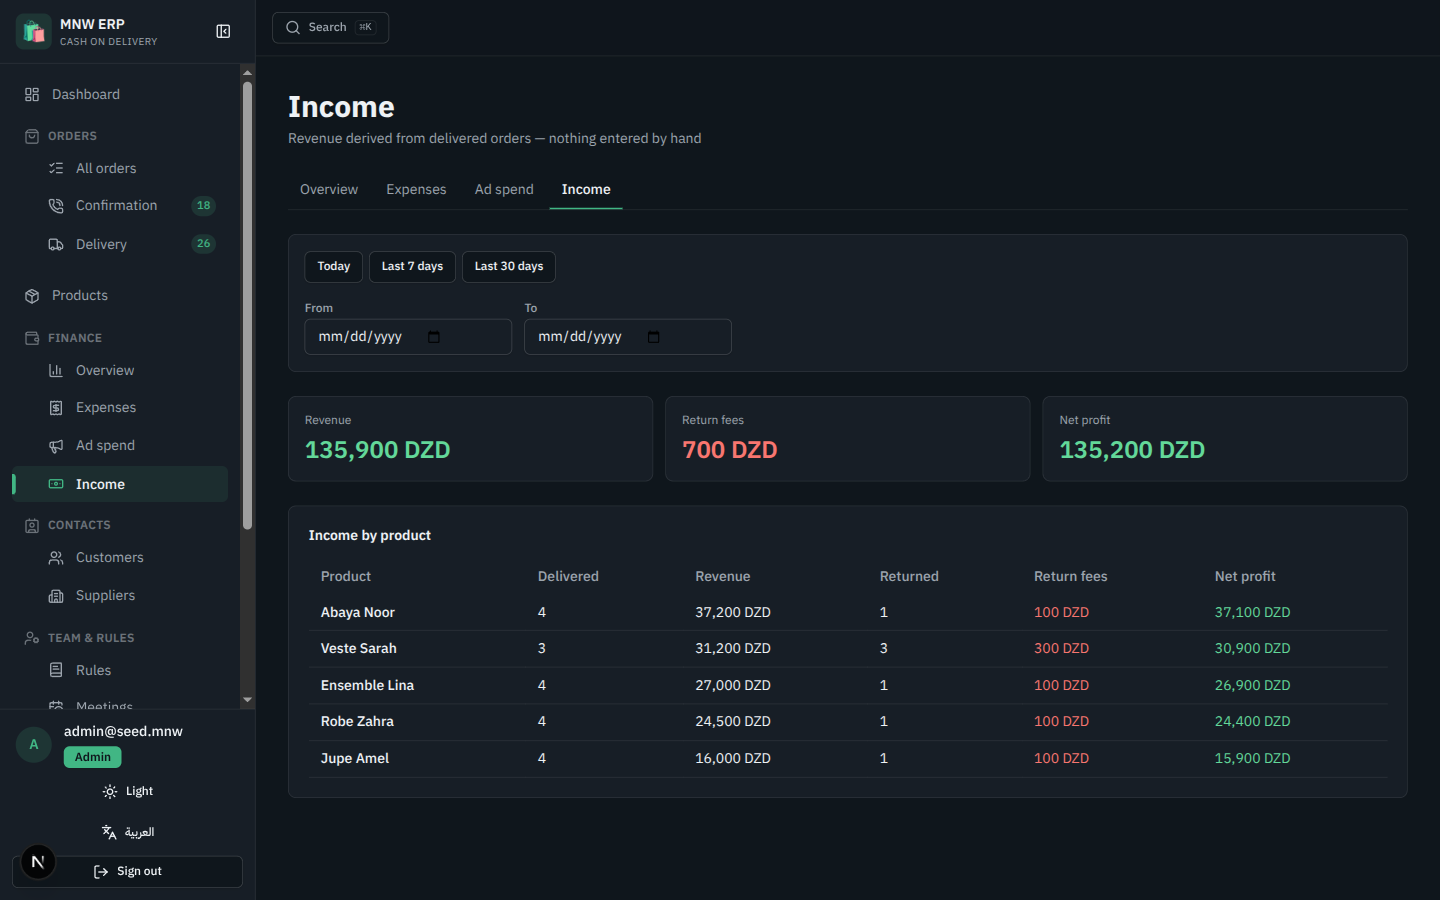 MNW ERP
CASH ON DELIVERY
Search ⌘K
Dashboard
ORDERS
All orders
Confirmation 18
Delivery 26
Products
FINANCE
Overview
Expenses
Ad spend
Income
CONTACTS
Customers
Suppliers
TEAM & RULES
Rules
Meetings
A
admin@seed.mnw
Admin
Light
العربية
N
Sign out
Income
Revenue derived from delivered orders — nothing entered by hand
Overview Expenses Ad spend Income
Today Last 7 days Last 30 days
From To
mm/dd/yyyy mm/dd/yyyy
Revenue Return fees Net profit
135,900 DZD 700 DZD 135,200 DZD
Income by product
Product Delivered Revenue Returned Return fees Net profit
Abaya Noor 4 37,200 DZD 1 100 DZD 37,100 DZD
Veste Sarah 3 31,200 DZD 3 300 DZD 30,900 DZD
Ensemble Lina 4 27,000 DZD 1 100 DZD 26,900 DZD
Robe Zahra 4 24,500 DZD 1 100 DZD 24,400 DZD
Jupe Amel 4 16,000 DZD 1 100 DZD 15,900 DZD